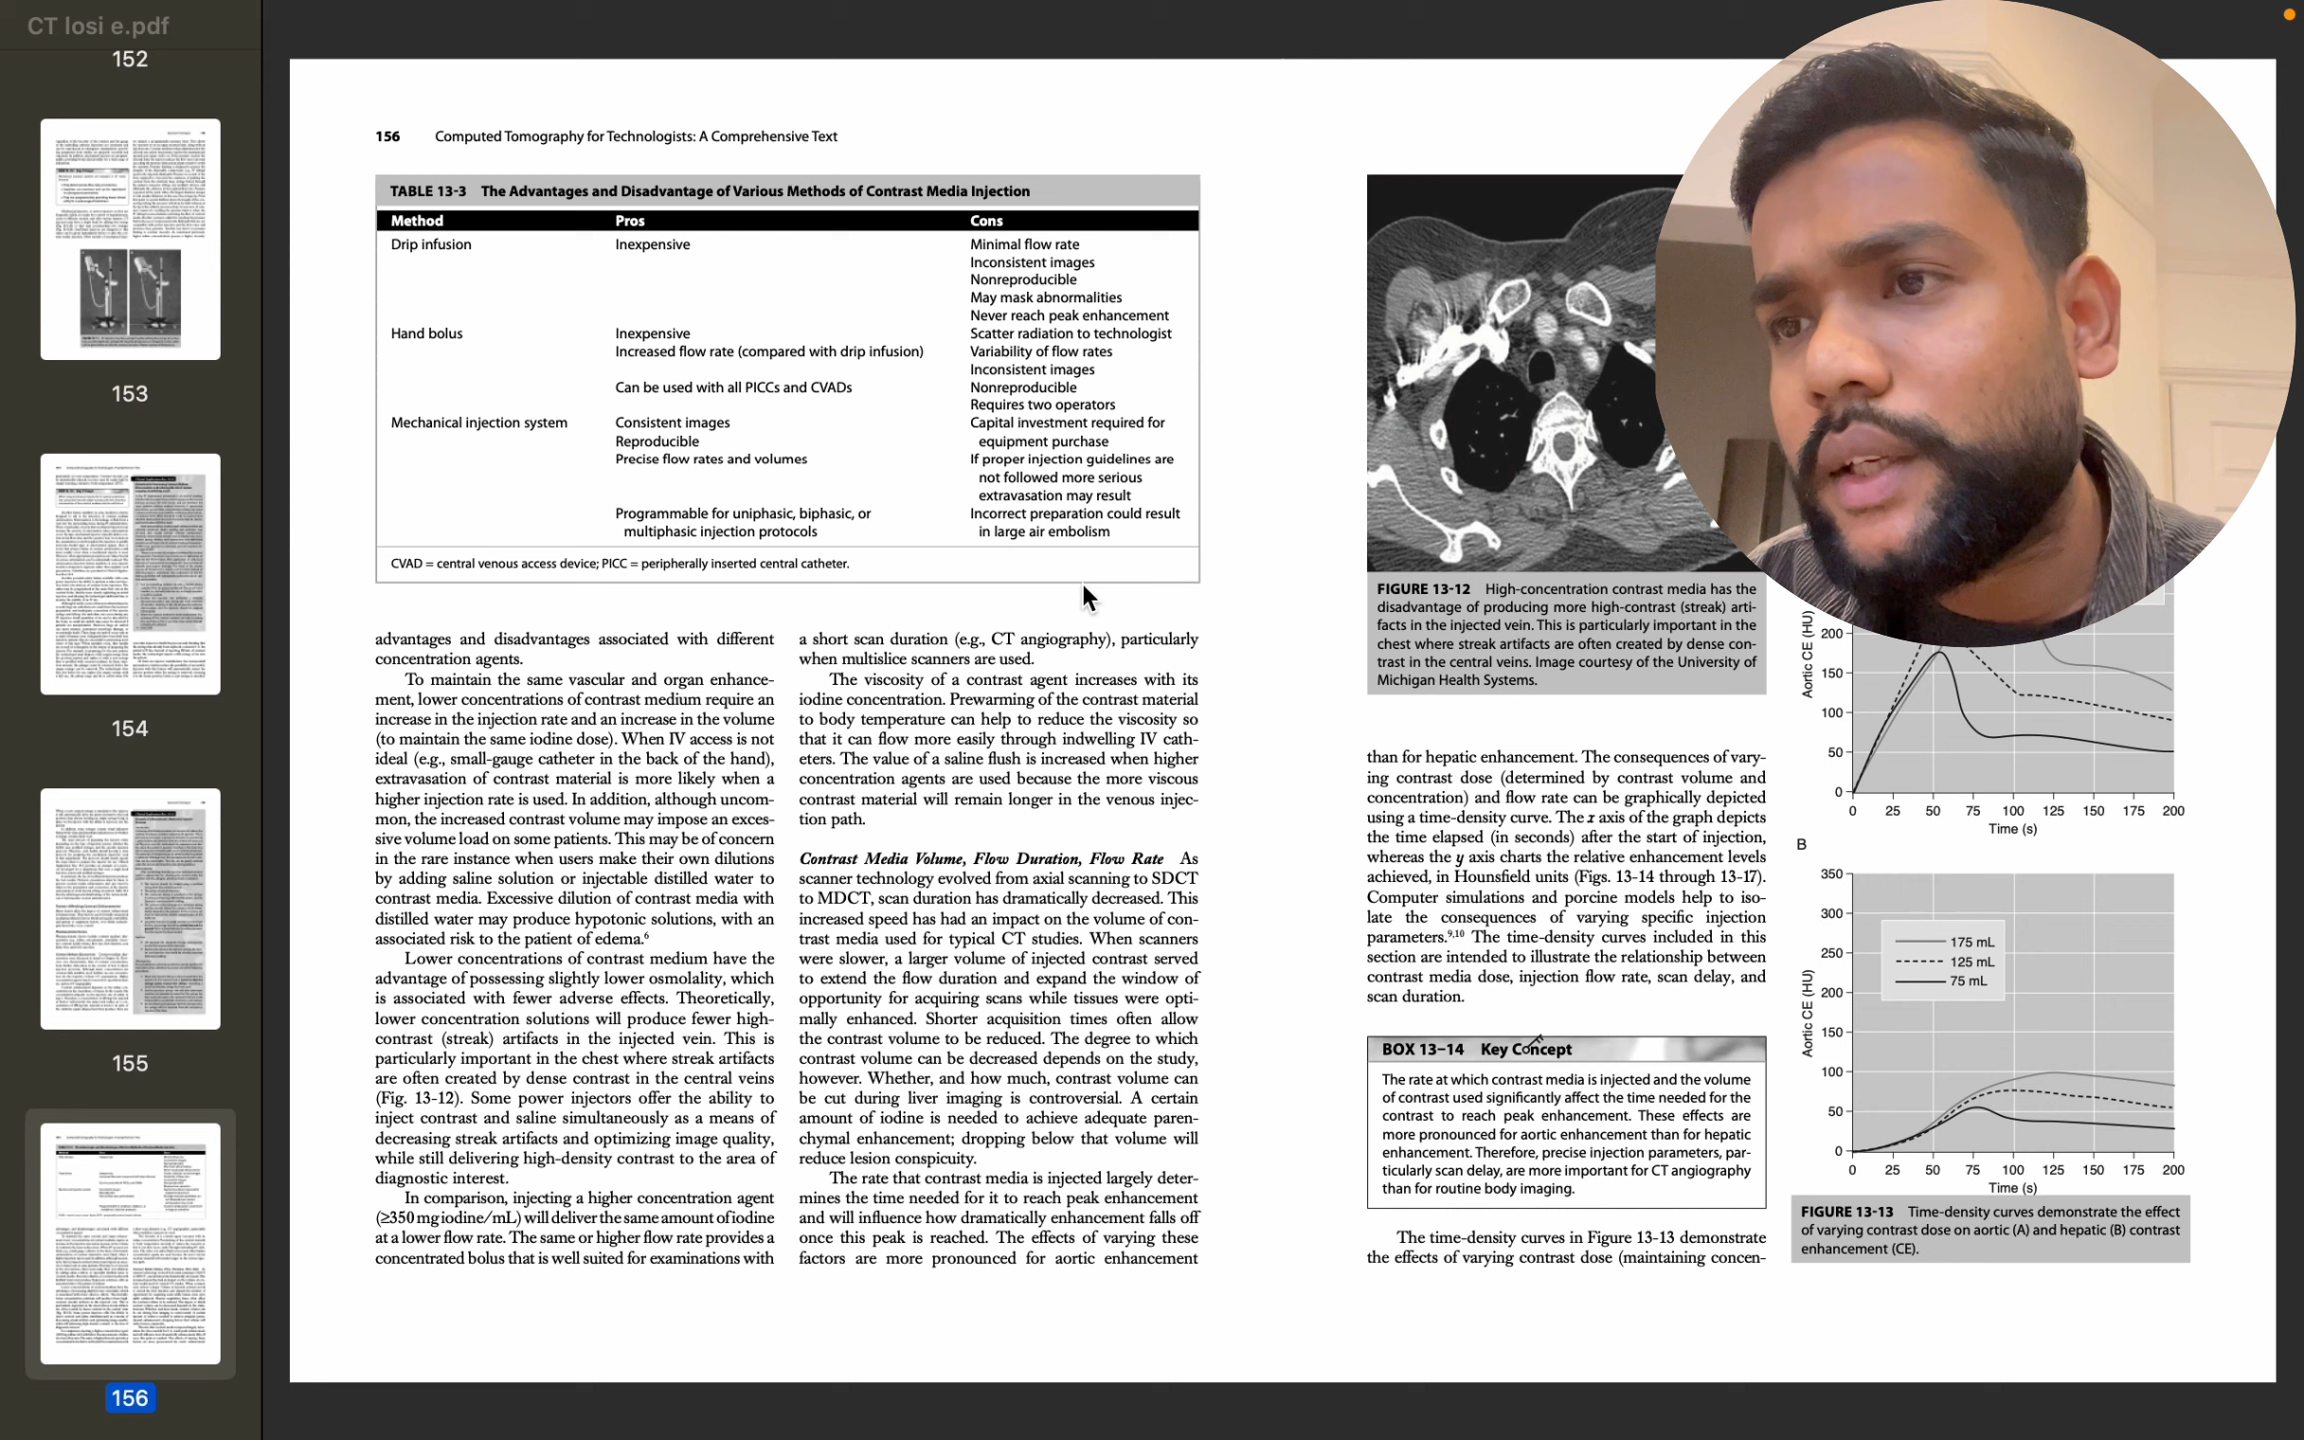 CT losi e.pdf
152
153
154
155
156
156 Computed Tomography for Technologists: A Comprehensive Text
TABLE 13-3 The Advantages and Disadvantage of Various Methods of Contrast Media Injection
Method Pros Cons
Drip infusion Inexpensive Minimal flow rate
Inconsistent images
Nonreproducible
May mask abnormalities
Never reach peak enhancement
Hand bolus Inexpensive Scatter radiation to technologist
Increased flow rate (compared with drip infusion) Variability of flow rates
Inconsistent images
Can be used with all PICCs and CVADs Nonreproducible
Requires two operators
Mechanical injection system Consistent images Capital investment required for
Reproducible equipment purchase
Precise flow rates and volumes If proper injection guidelines are
not followed more serious
extravasation may result
Programmable for uniphasic, biphasic, or Incorrect preparation could result
multiphasic injection protocols in large air embolism
CVAD = central venous access device; PICC = peripherally inserted central catheter.
advantages and disadvantages associated with different
concentration agents.
To maintain the same vascular and organ enhance-
ment, lower concentrations of contrast medium require an
increase in the injection rate and an increase in the volume
(to maintain the same iodine dose). When IV access is not
ideal (e.g., small-gauge catheter in the back of the hand),
extravasation of contrast material is more likely when a
higher injection rate is used. In addition, although uncom-
mon, the increased contrast volume may impose an exces-
sive volume load on some patients. This may be of concern
in the rare instance when users make their own dilutions
by adding saline solution or injectable distilled water to
contrast media. Excessive dilution of contrast media with
distilled water may produce hypotonic solutions, with an
associated risk to the patient of edema.⁶
Lower concentrations of contrast medium have the
advantage of possessing slightly lower osmolality, which
is associated with fewer adverse effects. Theoretically,
lower concentration solutions will produce fewer high-
contrast (streak) artifacts in the injected vein. This is
particularly important in the chest where streak artifacts
are often created by dense contrast in the central veins
(Fig. 13-12). Some power injectors offer the ability to
inject contrast and saline simultaneously as a means of
decreasing streak artifacts and optimizing image quality,
while still delivering high-density contrast to the area of
diagnostic interest.
In comparison, injecting a higher concentration agent
(≥350 mg iodine/mL) will deliver the same amount of iodine
at a lower flow rate. The same or higher flow rate provides a
concentrated bolus that is well suited for examinations with
a short scan duration (e.g., CT angiography), particularly
when multislice scanners are used.
The viscosity of a contrast agent increases with its
iodine concentration. Prewarming of the contrast material
to body temperature can help to reduce the viscosity so
that it can flow more easily through indwelling IV cath-
eters. The value of a saline flush is increased when higher
concentration agents are used because the more viscous
contrast material will remain longer in the venous injec-
tion path.
Contrast Media Volume, Flow Duration, Flow Rate As
scanner technology evolved from axial scanning to SDCT
to MDCT, scan duration has dramatically decreased. This
increased speed has had an impact on the volume of con-
trast media used for typical CT studies. When scanners
were slower, a larger volume of injected contrast served
to extend the flow duration and expand the window of
opportunity for acquiring scans while tissues were opti-
mally enhanced. Shorter acquisition times often allow
the contrast volume to be reduced. The degree to which
contrast volume can be decreased depends on the study,
however. Whether, and how much, contrast volume can
be cut during liver imaging is controversial. A certain
amount of iodine is needed to achieve adequate paren-
chymal enhancement; dropping below that volume will
reduce lesion conspicuity.
The rate that contrast media is injected largely deter-
mines the time needed for it to reach peak enhancement
and will influence how dramatically enhancement falls off
once this peak is reached. The effects of varying these
factors are more pronounced for aortic enhancement
FIGURE 13-12 High-concentration contrast media has the
disadvantage of producing more high-contrast (streak) arti-
facts in the injected vein. This is particularly important in the
chest where streak artifacts are often created by dense con-
trast in the central veins. Image courtesy of the University of
Michigan Health Systems.
than for hepatic enhancement. The consequences of vary-
ing contrast dose (determined by contrast volume and
concentration) and flow rate can be graphically depicted
using a time-density curve. The x axis of the graph depicts
the time elapsed (in seconds) after the start of injection,
whereas the y axis charts the relative enhancement levels
achieved, in Hounsfield units (Figs. 13-14 through 13-17).
Computer simulations and porcine models help to iso-
late the consequences of varying specific injection
parameters.⁹,¹⁰ The time-density curves included in this
section are intended to illustrate the relationship between
contrast media dose, injection flow rate, scan delay, and
scan duration.
BOX 13–14 Key Concept
The rate at which contrast media is injected and the volume
of contrast used significantly affect the time needed for the
contrast to reach peak enhancement. These effects are
more pronounced for aortic enhancement than for hepatic
enhancement. Therefore, precise injection parameters, par-
ticularly scan delay, are more important for CT angiography
than for routine body imaging.
The time-density curves in Figure 13-13 demonstrate
the effects of varying contrast dose (maintaining concen-
Aortic CE (HU)
200
150
100
50
0
0 25 50 75 100 125 150 175 200
Time (s)
B
Aortic CE (HU)
350
300
250
200
150
100
50
0
175 mL
125 mL
75 mL
0 25 50 75 100 125 150 175 200
Time (s)
FIGURE 13-13 Time-density curves demonstrate the effect
of varying contrast dose on aortic (A) and hepatic (B) contrast
enhancement (CE).